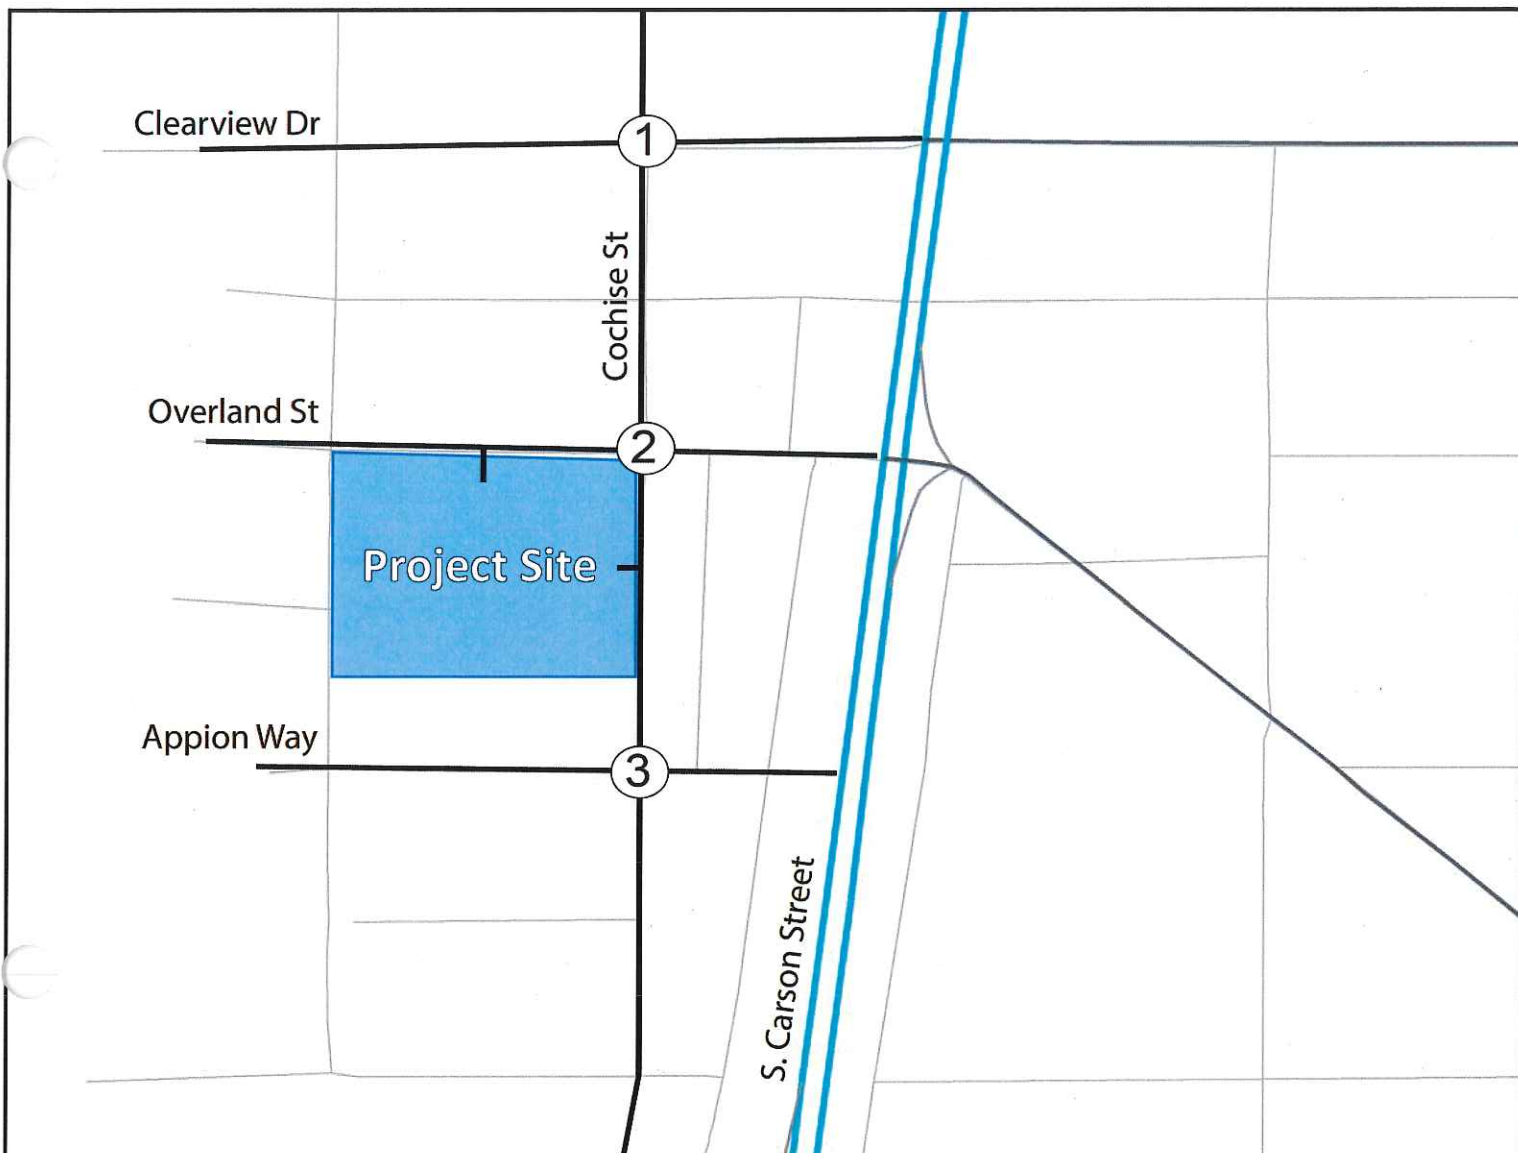 Clearview Dr
1
Cochise St
Overland St
2
Project Site
Appion Way
3
S. Carson Street